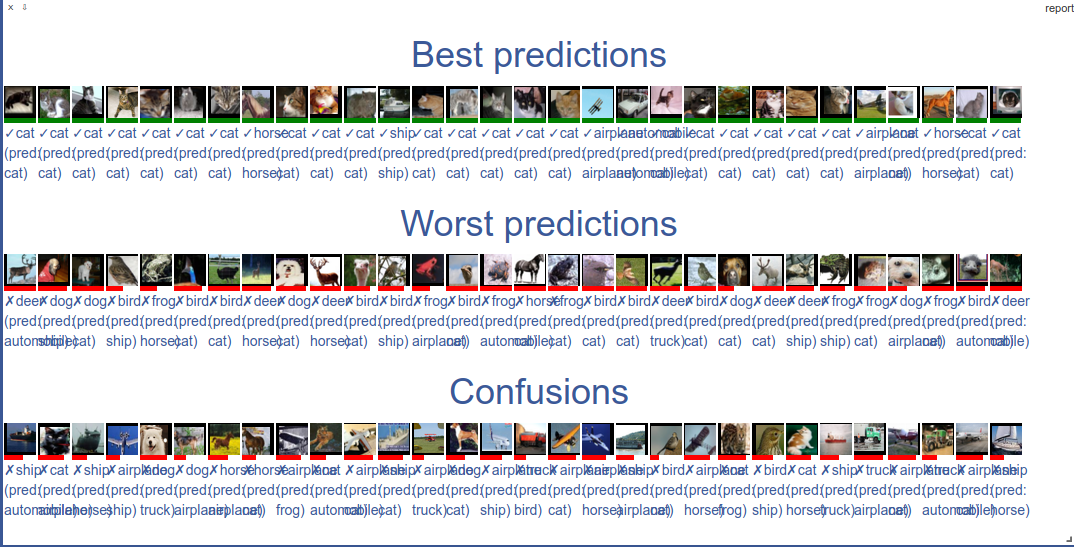 x ⇩ report
Best predictions
✓cat ✓cat ✓cat ✓cat ✓cat ✓cat ✓cat ✓horse ✓cat ✓cat ✓cat ✓ship ✓cat ✓cat ✓cat ✓cat ✓cat ✓airplane ✓automobile ✓cat ✓cat ✓cat ✓cat ✓cat ✓cat ✓airplane ✓cat ✓horse ✓cat ✓cat
(pred: (pred: (pred: (pred: (pred: (pred: (pred: (pred: (pred: (pred: (pred: (pred: (pred: (pred: (pred: (pred: (pred: (pred: (pred: (pred: (pred: (pred: (pred: (pred: (pred: (pred: (pred: (pred: (pred: (pred:
cat) cat) cat) cat) cat) cat) cat) horse) cat) cat) cat) ship) cat) cat) cat) cat) cat) airplane) automobile) cat) cat) cat) cat) cat) cat) airplane) cat) horse) cat) cat)
Worst predictions
✗deer ✗dog ✗dog ✗bird ✗frog ✗bird ✗bird ✗deer ✗dog ✗deer ✗bird ✗bird ✗frog ✗bird ✗frog ✗horse ✗frog ✗bird ✗bird ✗deer ✗bird ✗dog ✗deer ✗deer ✗frog ✗frog ✗dog ✗frog ✗bird ✗deer
(pred: (pred: (pred: (pred: (pred: (pred: (pred: (pred: (pred: (pred: (pred: (pred: (pred: (pred: (pred: (pred: (pred: (pred: (pred: (pred: (pred: (pred: (pred: (pred: (pred: (pred: (pred: (pred: (pred: (pred:
automobile) ship) cat) ship) horse) cat) cat) horse) cat) horse) cat) ship) airplane) cat) automobile) cat) cat) cat) cat) truck) cat) cat) cat) ship) ship) cat) airplane) cat) automobile) cat)
Confusions
✗ship ✗cat ✗ship ✗airplane ✗dog ✗dog ✗horse ✗horse ✗airplane ✗cat ✗airplane ✗ship ✗airplane ✗dog ✗airplane ✗truck ✗airplane ✗airplane ✗ship ✗bird ✗airplane ✗cat ✗bird ✗cat ✗ship ✗truck ✗airplane ✗truck ✗airplane ✗ship
(pred: (pred: (pred: (pred: (pred: (pred: (pred: (pred: (pred: (pred: (pred: (pred: (pred: (pred: (pred: (pred: (pred: (pred: (pred: (pred: (pred: (pred: (pred: (pred: (pred: (pred: (pred: (pred: (pred: (pred:
automobile) airplane) horse) ship) truck) airplane) airplane) cat) frog) automobile) cat) cat) truck) cat) ship) bird) cat) horse) airplane) cat) horse) frog) ship) horse) truck) airplane) cat) automobile) cat) horse)